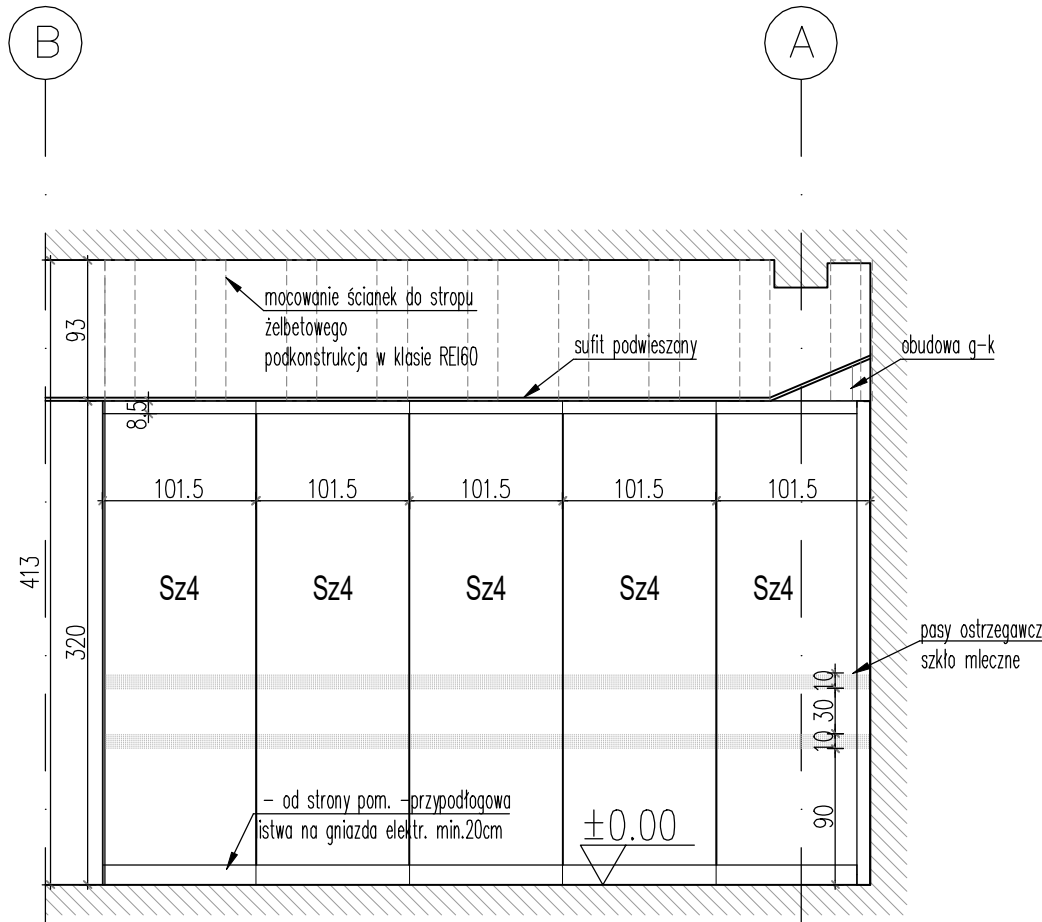 B
A
mocowanie ścianek do stropu
żelbetowego
podkonstrukcja w klasie REI60
sufit podwieszany
obudowa g-k
93
8.5
101.5
101.5
101.5
101.5
101.5
413
320
Sz4
Sz4
Sz4
Sz4
Sz4
pasy ostrzegawcz
szkło mleczne
10
30
10
90
- od strony pom. -przypodłogowa
istwa na gniazda elektr. min.20cm
±0.00